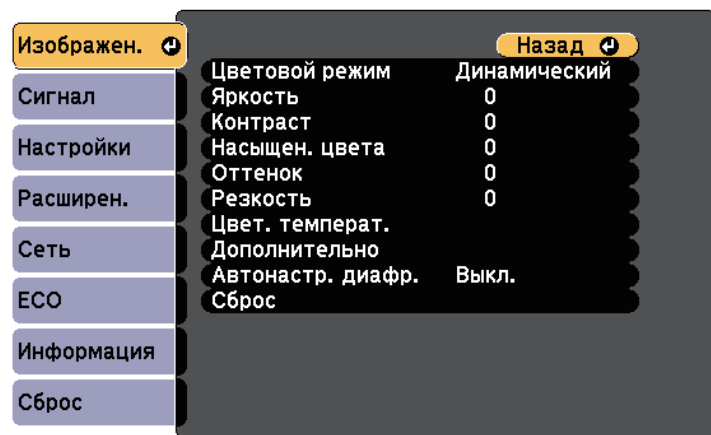 Изображен.
Сигнал
Настройки
Расширен.
Сеть
ECO
Информация
Сброс
Назад
Цветовой режим Динамический
Яркость 0
Контраст 0
Насыщен. цвета 0
Оттенок 0
Резкость 0
Цвет. температ.
Дополнительно
Автонастр. диафр. Выкл.
Сброс